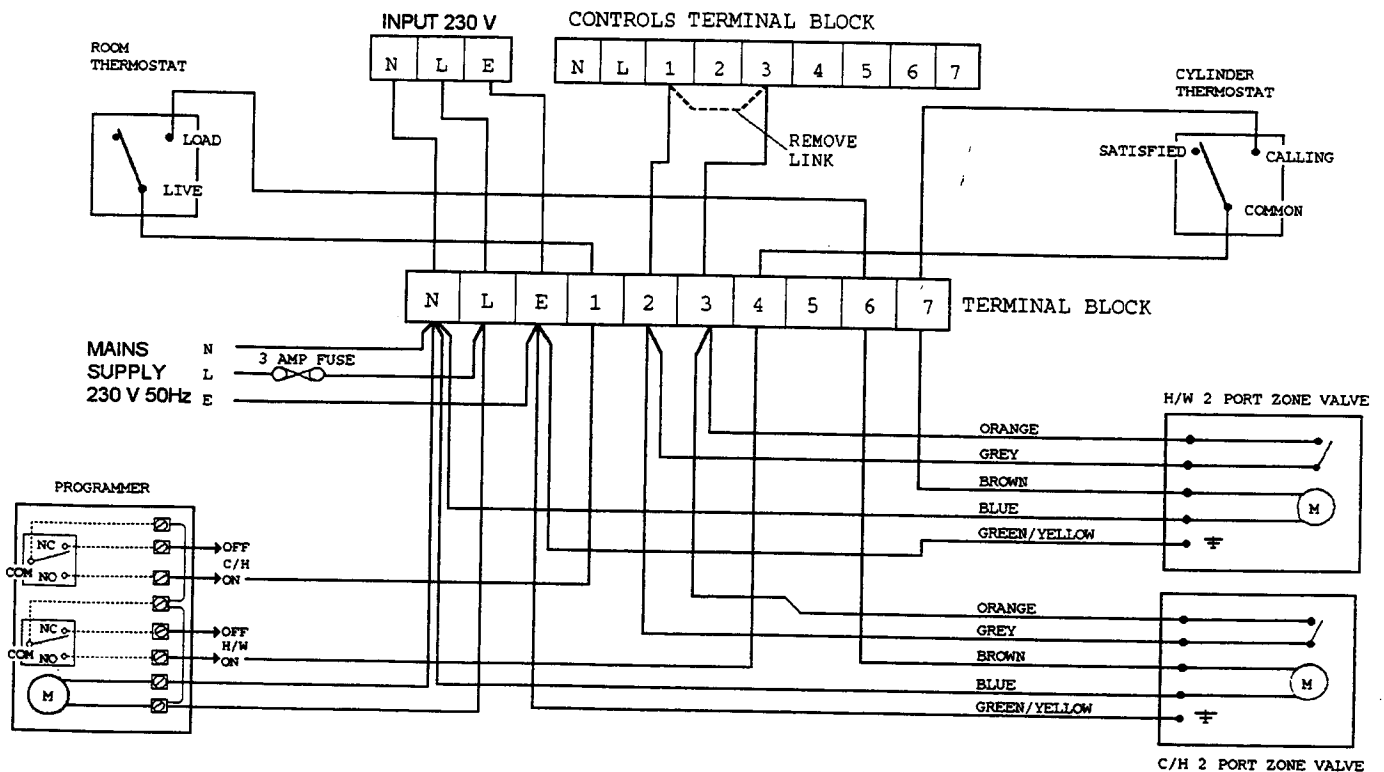 INPUT 230 V
CONTROLS TERMINAL BLOCK
ROOM
THERMOSTAT
N L E
N L 1 2 3 4 5 6 7
CYLINDER
THERMOSTAT
LOAD
LIVE
REMOVE
LINK
SATISFIED
CALLING
COMMON
N L E 1 2 3 4 5 6 7
TERMINAL BLOCK
MAINS
SUPPLY
230 V 50Hz
N
L
E
3 AMP FUSE
H/W 2 PORT ZONE VALVE
ORANGE
GREY
BROWN
BLUE
GREEN/YELLOW
M
PROGRAMMER
NC
COM
NO
OFF
C/H
ON
NC
COM
NO
OFF
H/W
ON
M
ORANGE
GREY
BROWN
BLUE
GREEN/YELLOW
M
C/H 2 PORT ZONE VALVE